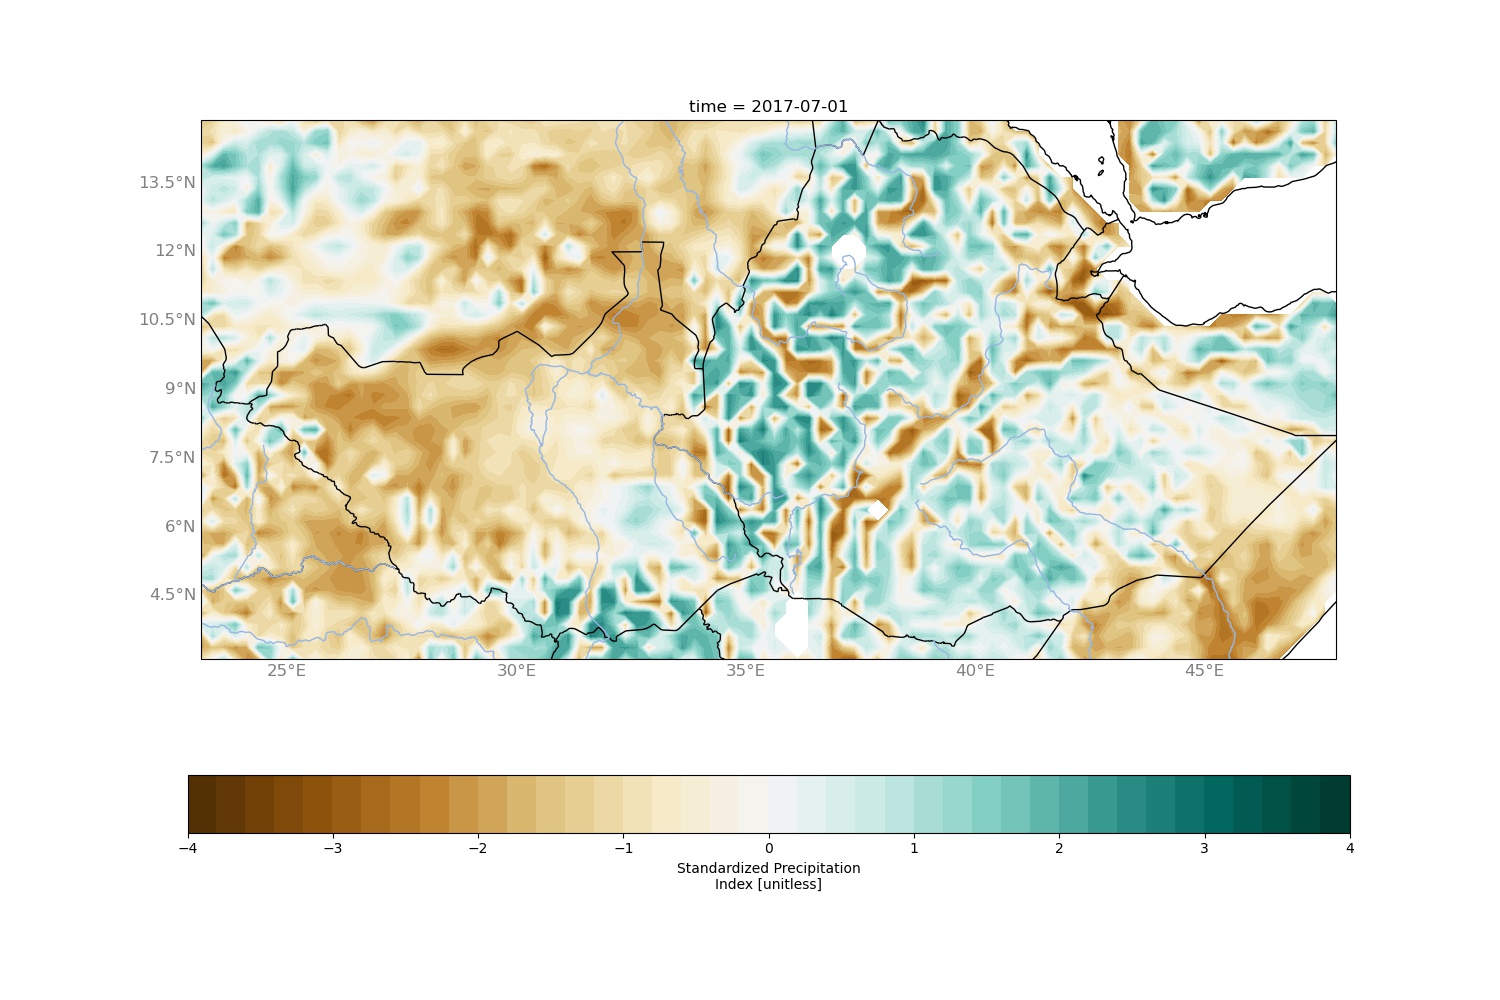 time = 2017-07-01
13.5°N
12°N
10.5°N
9°N
7.5°N
6°N
4.5°N
25°E 30°E 35°E 40°E 45°E
−4 −3 −2 −1 0 1 2 3 4
Standardized Precipitation
Index [unitless]